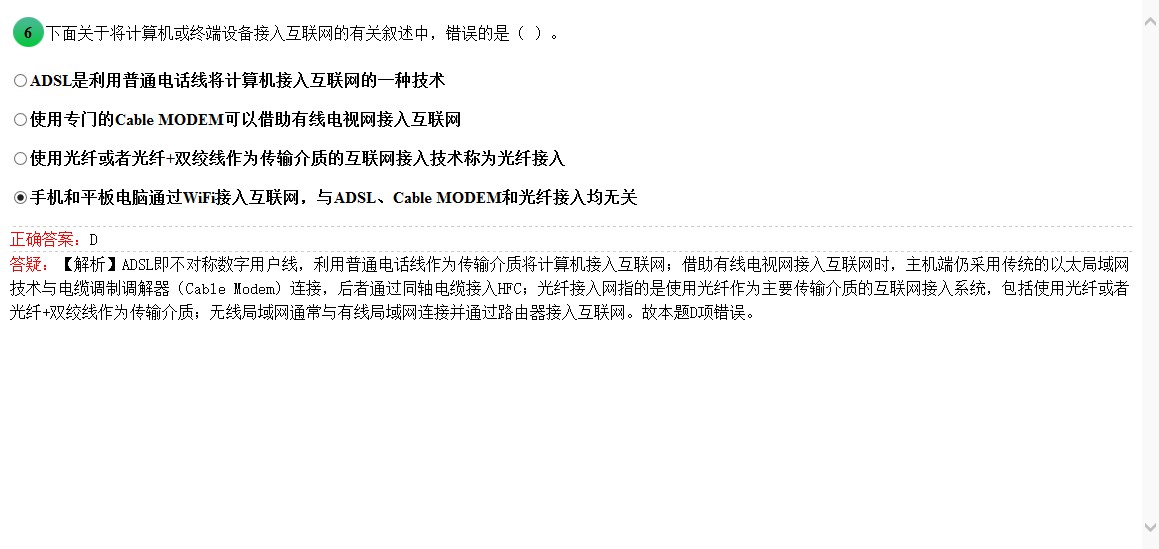 6 下面关于将计算机或终端设备接入互联网的有关叙述中，错误的是（ ）。
ADSL是利用普通电话线将计算机接入互联网的一种技术
使用专门的Cable MODEM可以借助有线电视网接入互联网
使用光纤或者光纤+双绞线作为传输介质的互联网接入技术称为光纤接入
手机和平板电脑通过WiFi接入互联网，与ADSL、Cable MODEM和光纤接入均无关
正确答案：D
答疑：【解析】ADSL即不对称数字用户线，利用普通电话线作为传输介质将计算机接入互联网；借助有线电视网接入互联网时，主机端仍采用传统的以太局域网
技术与电缆调制调解器（Cable Modem）连接，后者通过同轴电缆接入HFC；光纤接入网指的是使用光纤作为主要传输介质的互联网接入系统，包括使用光纤或者
光纤+双绞线作为传输介质；无线局域网通常与有线局域网连接并通过路由器接入互联网。故本题D项错误。